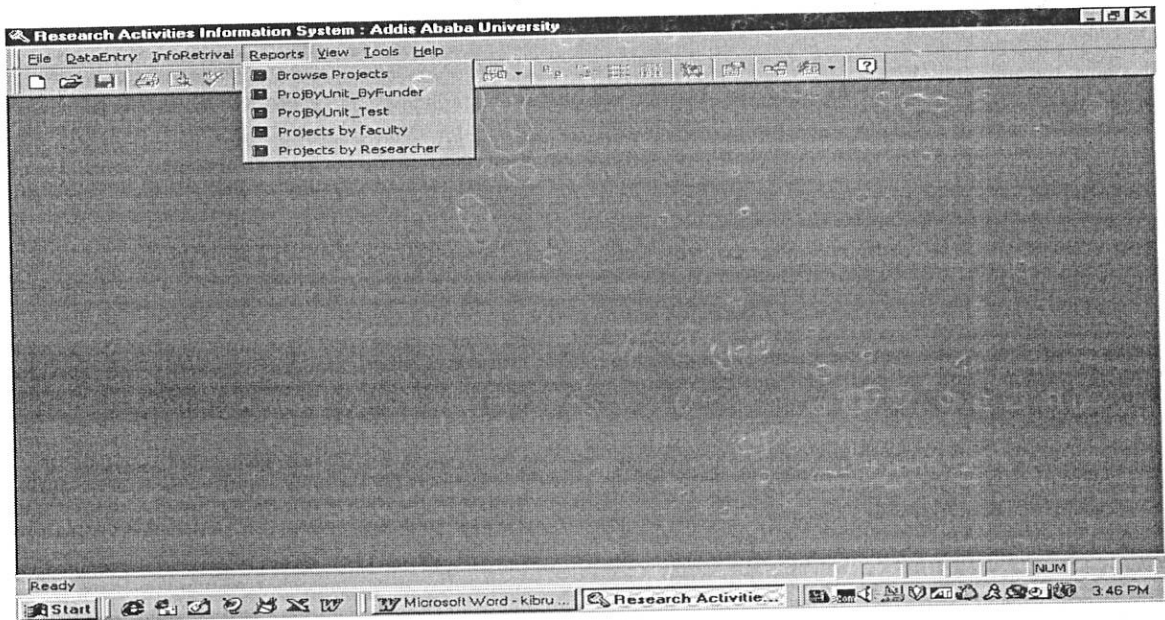 Research Activities Information System : Addis Ababa University
File DataEntry InfoRetrival Reports View Tools Help
Browse Projects
ProjByUnit_ByFunder
ProjByUnit_Test
Projects by faculty
Projects by Researcher
Ready NUM
Start Microsoft Word - kibru ... Research Activitie... 3:46 PM